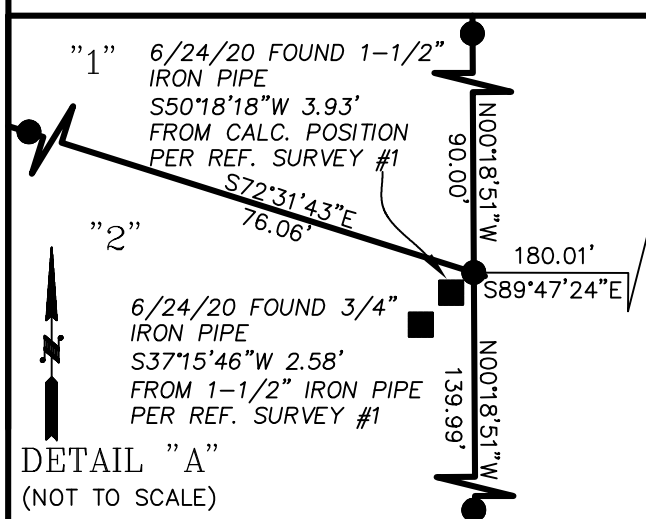 "1"
6/24/20 FOUND 1-1/2"
IRON PIPE
S50°18'18"W 3.93'
FROM CALC. POSITION
PER REF. SURVEY #1
N00°18'51"W
90.00'
S72°31'43"E
76.06'
"2"
180.01'
S89°47'24"E
6/24/20 FOUND 3/4"
IRON PIPE
S37°15'46"W 2.58'
FROM 1-1/2" IRON PIPE
PER REF. SURVEY #1
N00°18'51"W
139.99'
N
DETAIL "A"
(NOT TO SCALE)